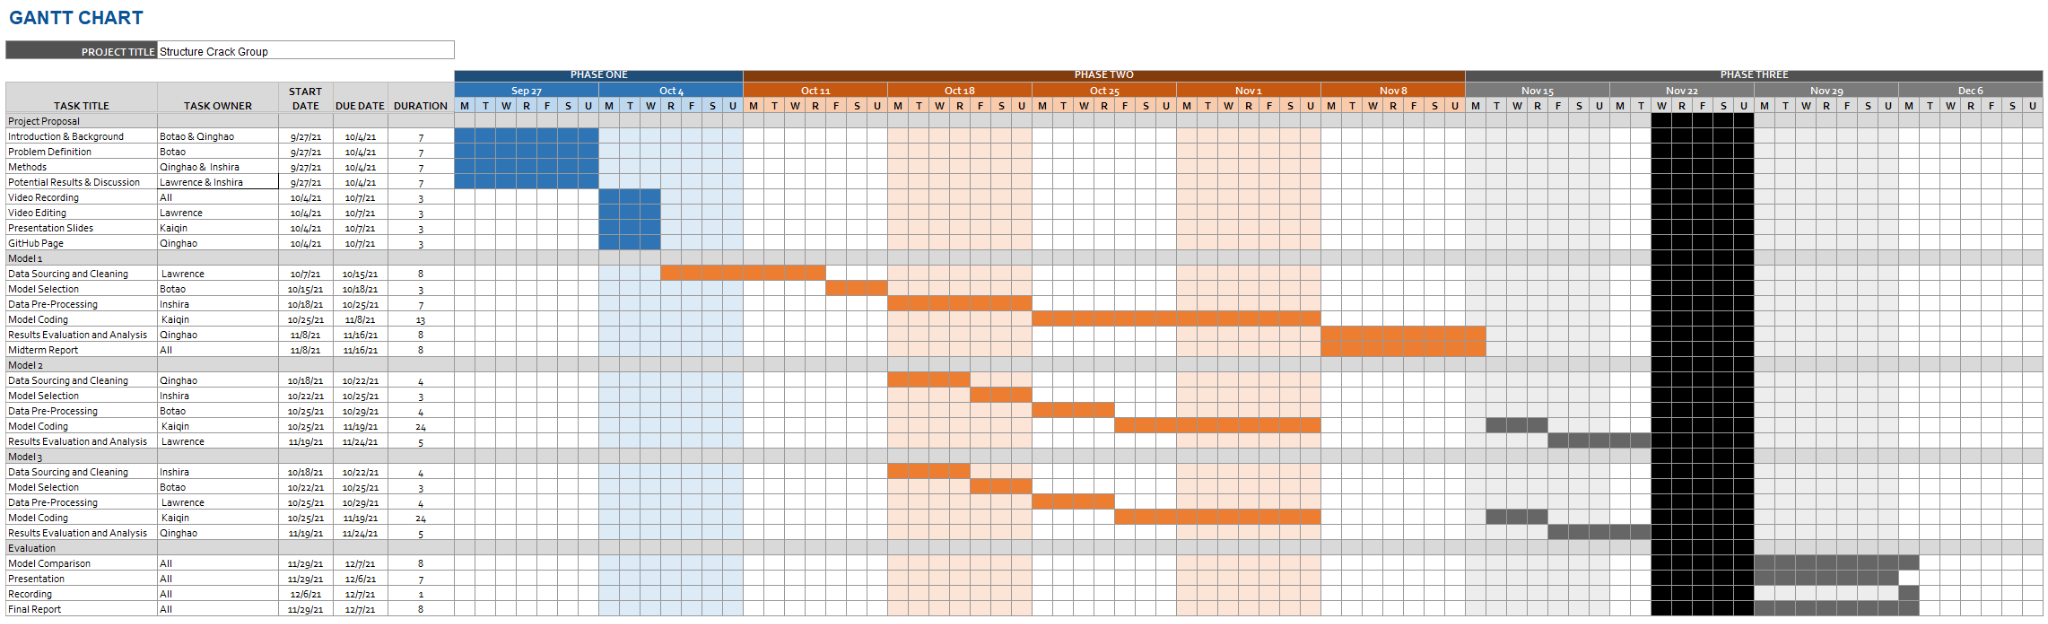 GANTT CHART
PROJECT TITLE Structure Crack Group
PHASE ONE PHASE TWO PHASE THREE
Sep 27 Oct 4 Oct 11 Oct 18 Oct 25 Nov 1 Nov 8 Nov 15 Nov 22 Nov 29 Dec 6
TASK TITLE TASK OWNER START DATE DUE DATE DURATION M T W R F S U M T W R F S U M T W R F S U M T W R F S U M T W R F S U M T W R F S U M T W R F S U M T W R F S U M T W R F S U M T W R F S U M T W R F S U
Project Proposal
Introduction & Background Botao & Qinghao 9/27/21 10/4/21 7
Problem Definition Botao 9/27/21 10/4/21 7
Methods Qinghao & Inshira 9/27/21 10/4/21 7
Potential Results & Discussion Lawrence & Inshira 9/27/21 10/4/21 7
Video Recording All 10/4/21 10/7/21 3
Video Editing Lawrence 10/4/21 10/7/21 3
Presentation Slides Kaiqin 10/4/21 10/7/21 3
GitHub Page Qinghao 10/4/21 10/7/21 3
Model 1
Data Sourcing and Cleaning Lawrence 10/7/21 10/15/21 8
Model Selection Botao 10/15/21 10/18/21 3
Data Pre-Processing Inshira 10/18/21 10/25/21 7
Model Coding Kaiqin 10/25/21 11/8/21 13
Results Evaluation and Analysis Qinghao 11/8/21 11/16/21 8
Midterm Report All 11/8/21 11/16/21 8
Model 2
Data Sourcing and Cleaning Qinghao 10/18/21 10/22/21 4
Model Selection Inshira 10/22/21 10/25/21 3
Data Pre-Processing Botao 10/25/21 10/29/21 4
Model Coding Kaiqin 10/25/21 11/19/21 24
Results Evaluation and Analysis Lawrence 11/19/21 11/24/21 5
Model 3
Data Sourcing and Cleaning Inshira 10/18/21 10/22/21 4
Model Selection Botao 10/22/21 10/25/21 3
Data Pre-Processing Lawrence 10/25/21 10/29/21 4
Model Coding Kaiqin 10/25/21 11/19/21 24
Results Evaluation and Analysis Qinghao 11/19/21 11/24/21 5
Evaluation
Model Comparison All 11/29/21 12/7/21 8
Presentation All 11/29/21 12/6/21 7
Recording All 12/6/21 12/7/21 1
Final Report All 11/29/21 12/7/21 8